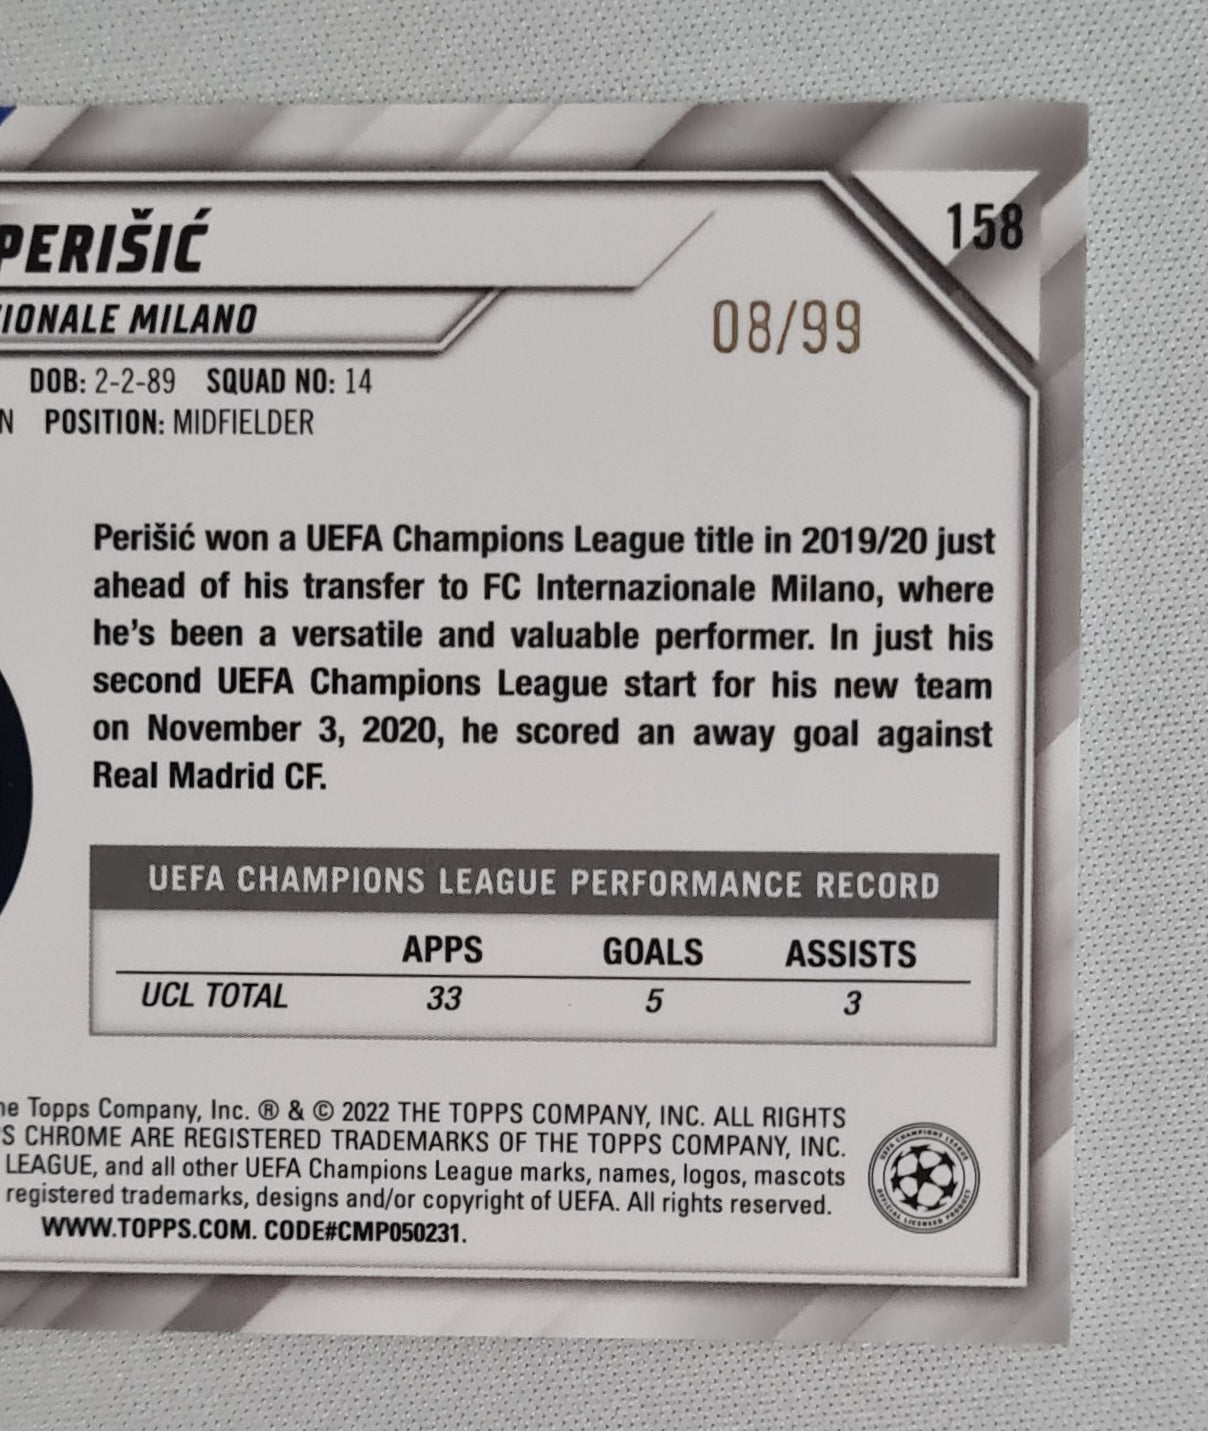 158
PERIŠIĆ
IONALE MILANO
08/99
DOB: 2-2-89 SQUAD NO: 14
N POSITION: MIDFIELDER
Perišić won a UEFA Champions League title in 2019/20 just
ahead of his transfer to FC Internazionale Milano, where
he's been a versatile and valuable performer. In just his
second UEFA Champions League start for his new team
on November 3, 2020, he scored an away goal against
Real Madrid CF.
UEFA CHAMPIONS LEAGUE PERFORMANCE RECORD
APPS GOALS ASSISTS
UCL TOTAL 33 5 3
he Topps Company, Inc. ® & © 2022 THE TOPPS COMPANY, INC. ALL RIGHTS
S CHROME ARE REGISTERED TRADEMARKS OF THE TOPPS COMPANY, INC.
LEAGUE, and all other UEFA Champions League marks, names, logos, mascots
registered trademarks, designs and/or copyright of UEFA. All rights reserved.
WWW.TOPPS.COM. CODE#CMP050231.
UEFA CHAMPIONS LEAGUE
OFFICIAL LICENSED PRODUCT